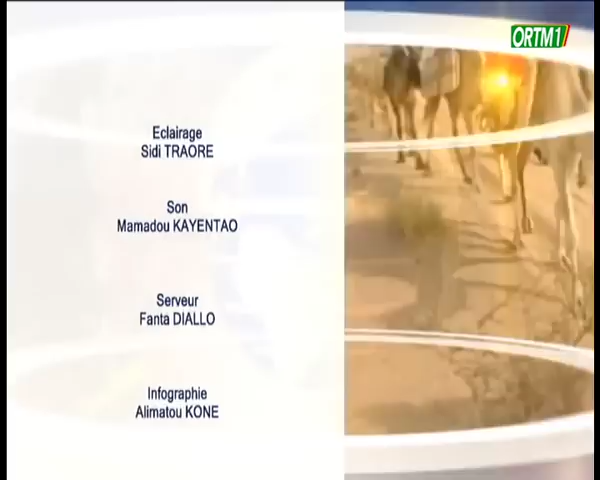 ORTM1
Eclairage
Sidi TRAORE
Son
Mamadou KAYENTAO
Serveur
Fanta DIALLO
Infographie
Alimatou KONE